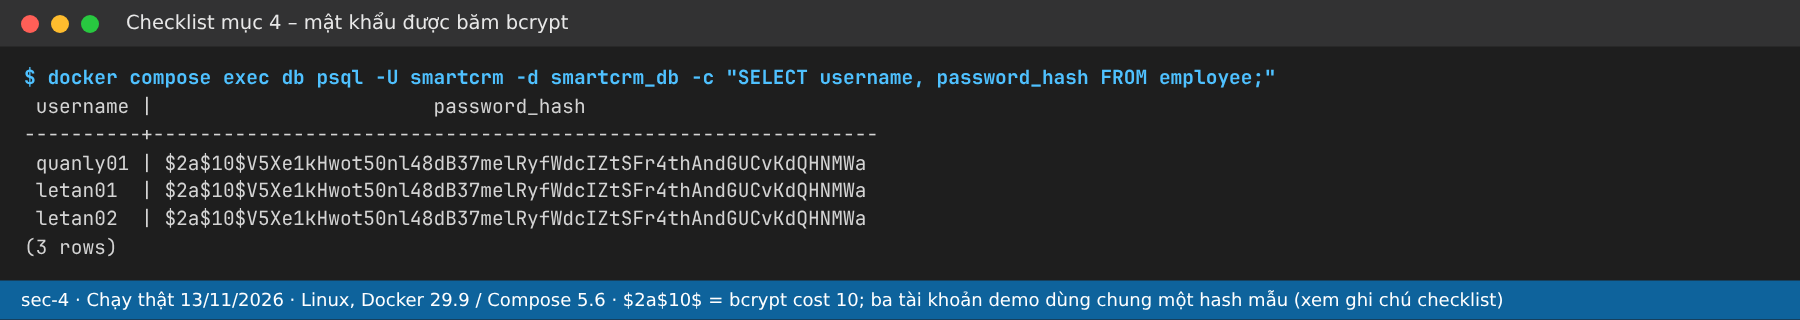 Checklist mục 4 – mật khẩu được băm bcrypt
$ docker compose exec db psql -U smartcrm -d smartcrm_db -c "SELECT username, password_hash FROM employee;"
 username |                        password_hash
----------+--------------------------------------------------------------
 quanly01 | $2a$10$V5Xe1kHwot50nl48dB37melRyfWdcIZtSFr4thAndGUCvKdQHNMWa
 letan01  | $2a$10$V5Xe1kHwot50nl48dB37melRyfWdcIZtSFr4thAndGUCvKdQHNMWa
 letan02  | $2a$10$V5Xe1kHwot50nl48dB37melRyfWdcIZtSFr4thAndGUCvKdQHNMWa
(3 rows)
sec-4 · Chạy thật 13/11/2026 · Linux, Docker 29.9 / Compose 5.6 · $2a$10$ = bcrypt cost 10; ba tài khoản demo dùng chung một hash mẫu (xem ghi chú checklist)